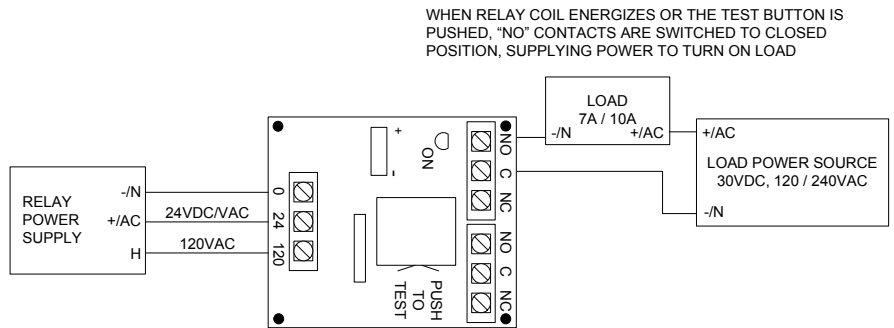 WHEN RELAY COIL ENERGIZES OR THE TEST BUTTON IS
PUSHED, “NO” CONTACTS ARE SWITCHED TO CLOSED
POSITION, SUPPLYING POWER TO TURN ON LOAD
LOAD
7A / 10A
-/N +/AC
+/AC
LOAD POWER SOURCE
30VDC, 120 / 240VAC
-/N
RELAY
POWER
SUPPLY
-/N
+/AC
H
24VDC/VAC
120VAC
0
24
120
+
-
ON
NO
C
NC
NO
C
NC
PUSH
TO
TEST